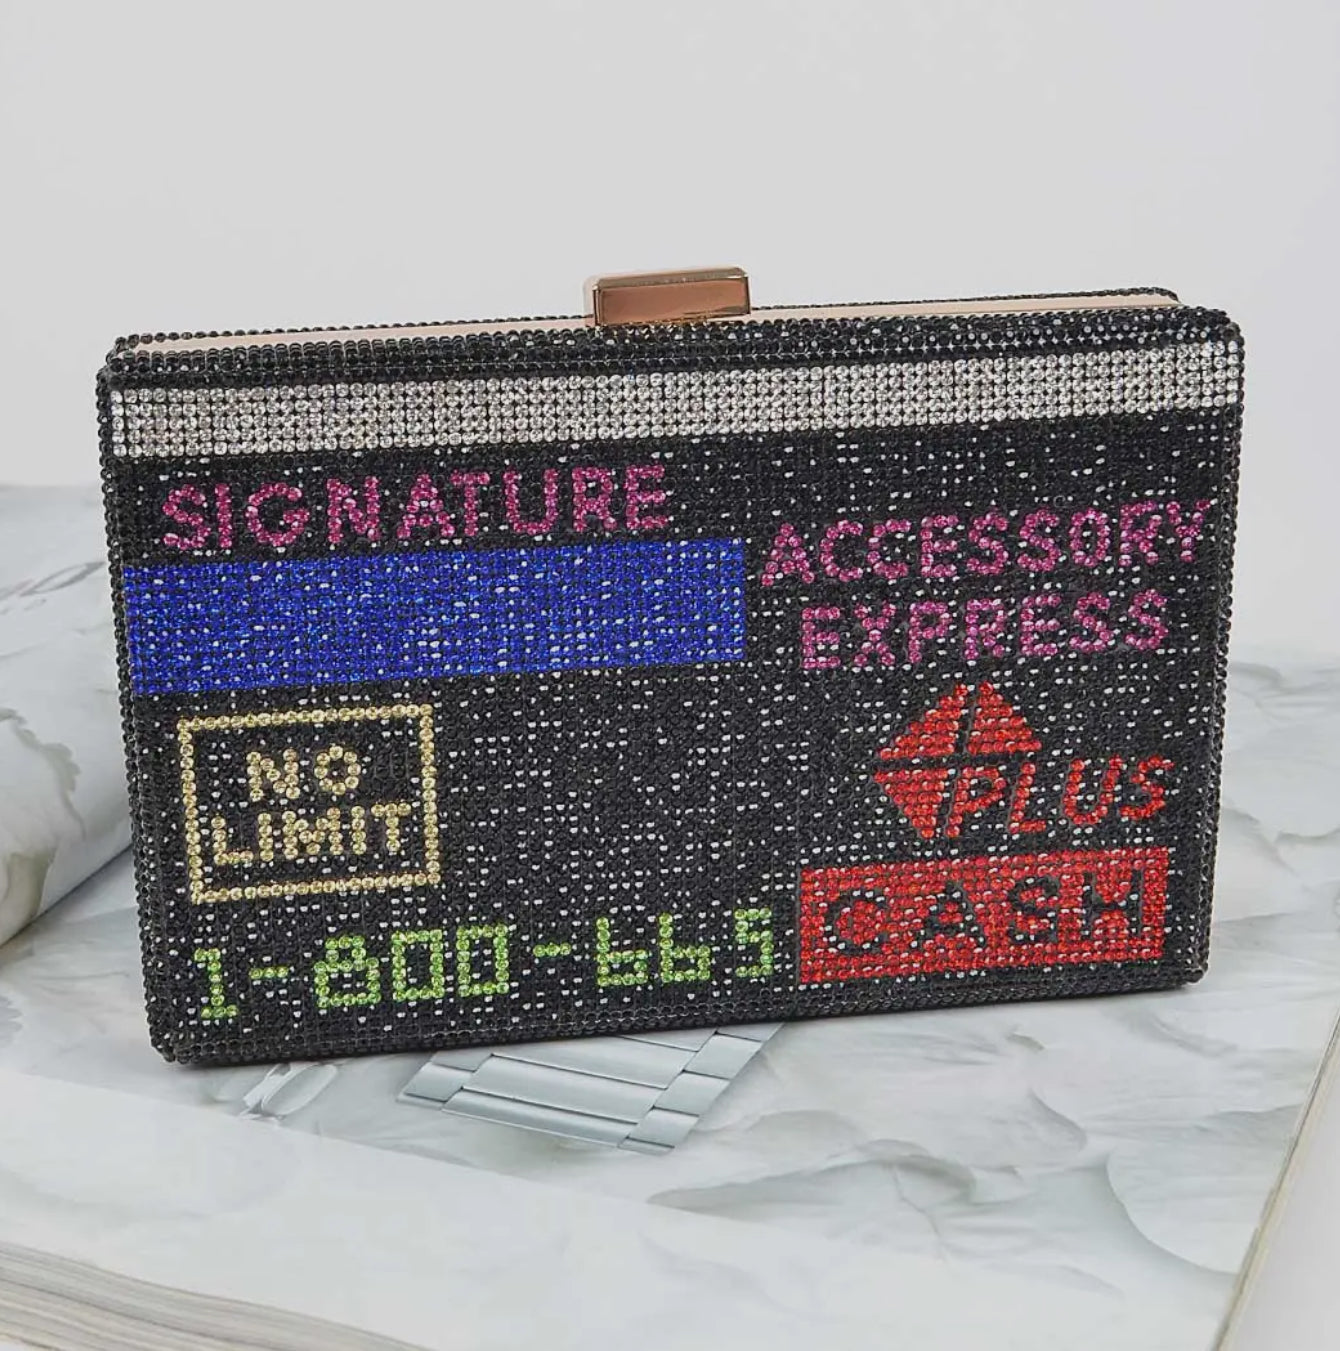 SIGNATURE
ACCESSORY
EXPRESS
NO
LIMIT
PLUS
CASH
1-800-665